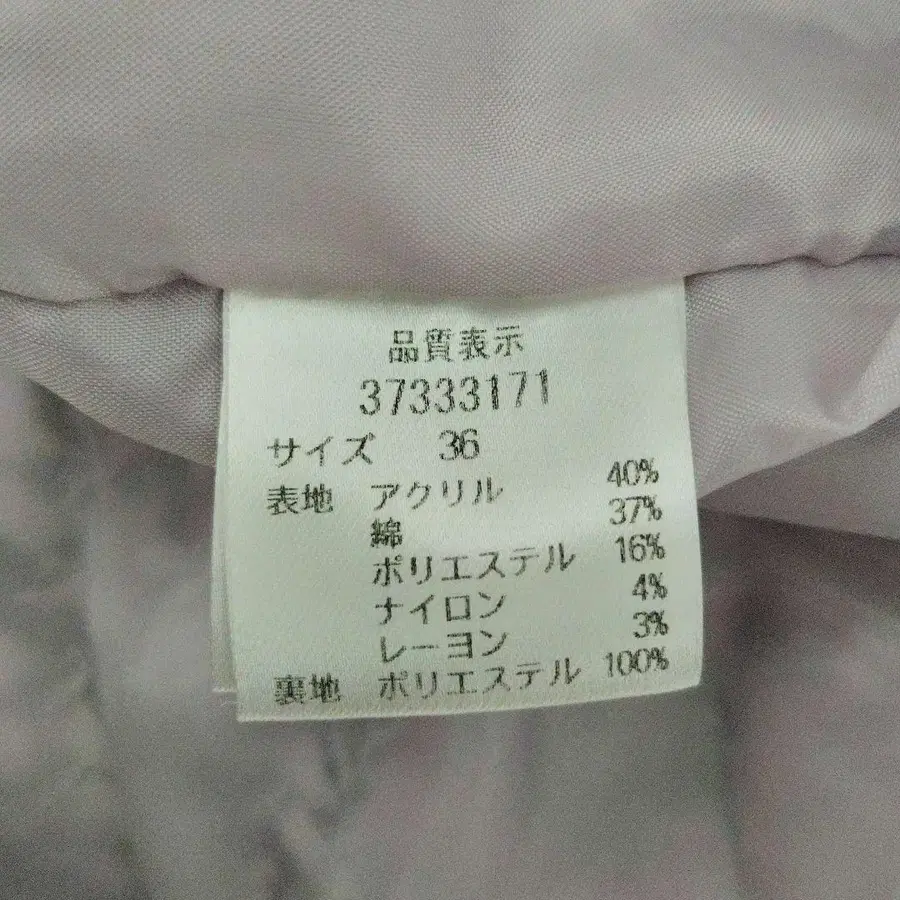 品質表示
37333171
サイズ 36
表地 アクリル 40%
綿 37%
ポリエステル 16%
ナイロン 4%
レーヨン 3%
裏地 ポリエステル 100%